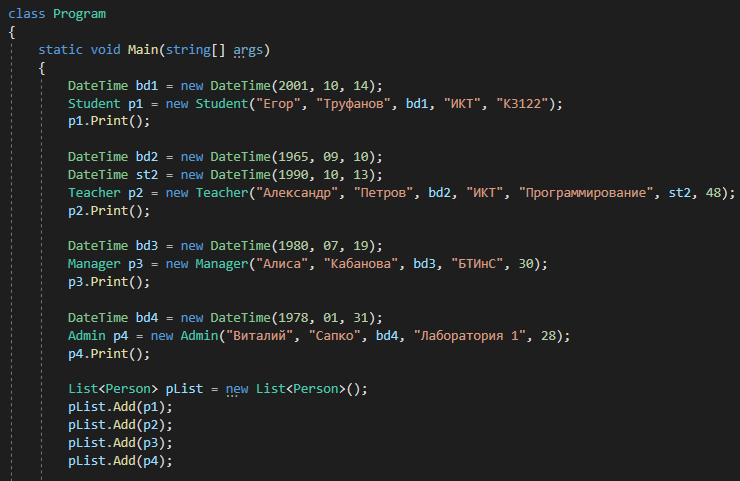 class Program
{
static void Main(string[] args)
{
DateTime bd1 = new DateTime(2001, 10, 14);
Student p1 = new Student("Егор", "Труфанов", bd1, "ИКТ", "К3122");
p1.Print();
DateTime bd2 = new DateTime(1965, 09, 10);
DateTime st2 = new DateTime(1990, 10, 13);
Teacher p2 = new Teacher("Александр", "Петров", bd2, "ИКТ", "Программирование", st2, 48);
p2.Print();
DateTime bd3 = new DateTime(1980, 07, 19);
Manager p3 = new Manager("Алиса", "Кабанова", bd3, "БТИнС", 30);
p3.Print();
DateTime bd4 = new DateTime(1978, 01, 31);
Admin p4 = new Admin("Виталий", "Сапко", bd4, "Лаборатория 1", 28);
p4.Print();
List<Person> pList = new List<Person>();
pList.Add(p1);
pList.Add(p2);
pList.Add(p3);
pList.Add(p4);